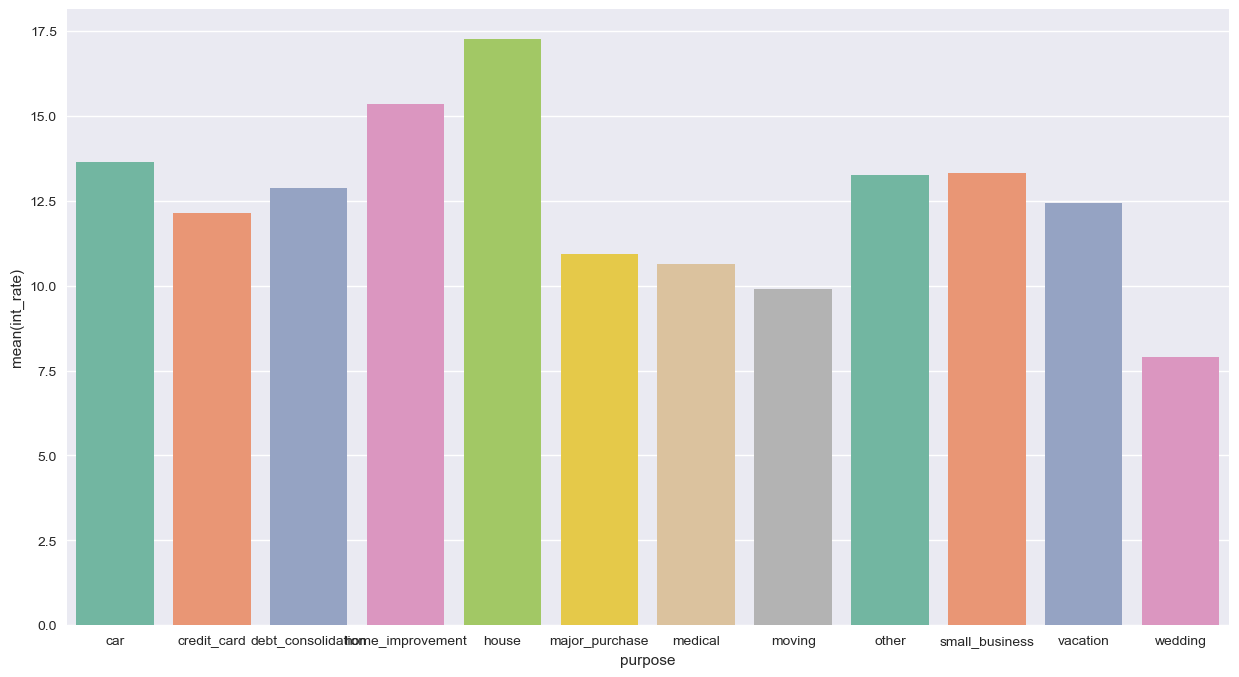 17.5
15.0
12.5
10.0
7.5
5.0
2.5
0.0
mean(int_rate)
car credit_card debt_consolidation home_improvement house major_purchase medical moving other small_business vacation wedding
purpose